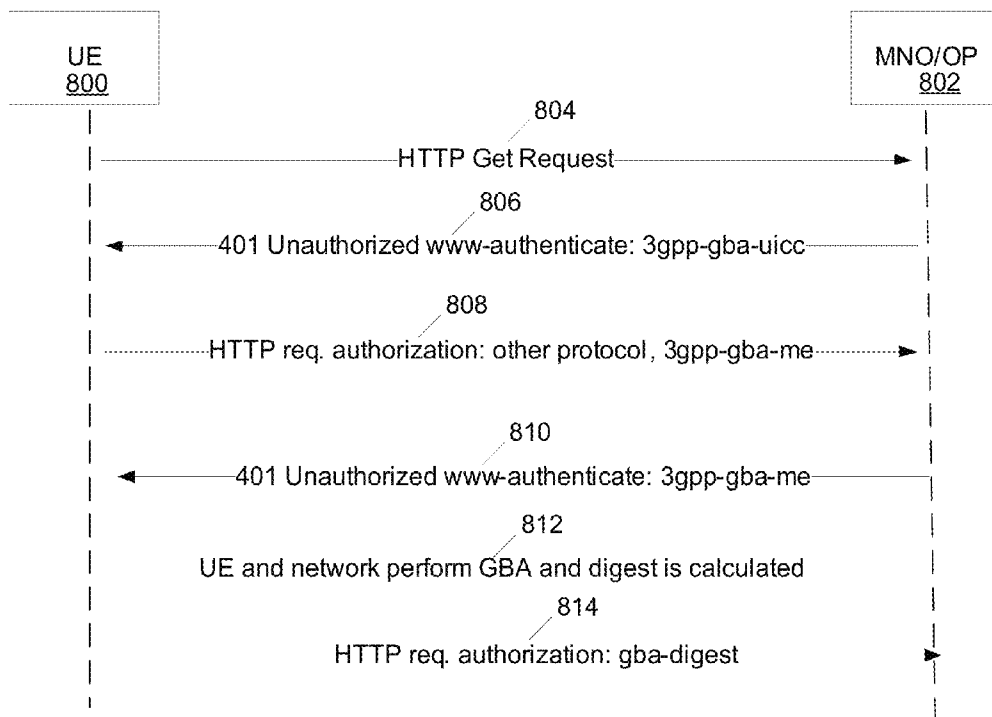 UE
800
MNO/OP
802
804
HTTP Get Request
806
401 Unauthorized www-authenticate: 3gpp-gba-uicc
808
HTTP req. authorization: other protocol, 3gpp-gba-me
810
401 Unauthorized www-authenticate: 3gpp-gba-me
812
UE and network perform GBA and digest is calculated
814
HTTP req. authorization: gba-digest